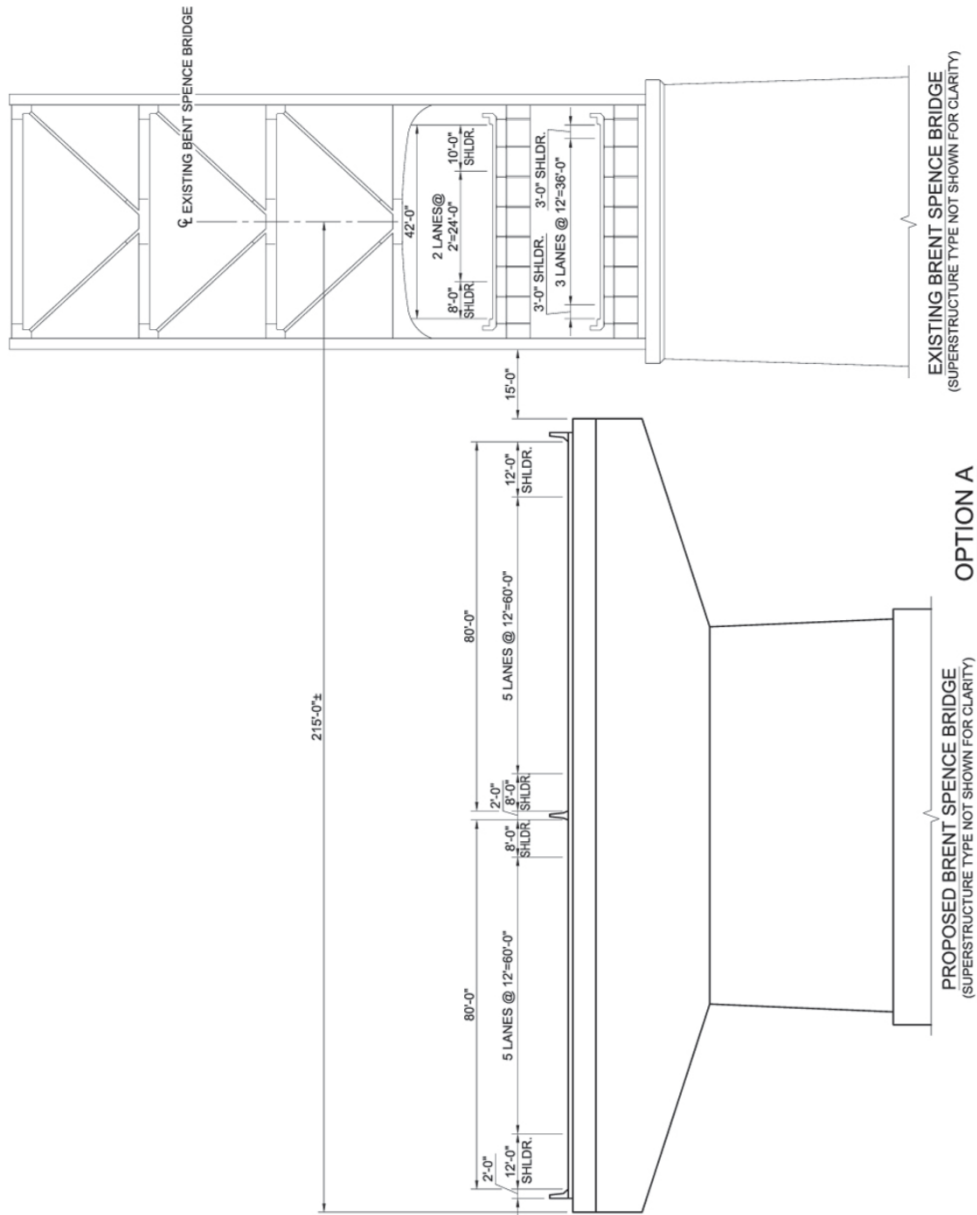 ℄ EXISTING BENT SPENCE BRIDGE
215'-0"±
42'-0"
2 LANES@
2'=24'-0"
8'-0"
SHLDR.
10'-0"
SHLDR.
3'-0" SHLDR.
3'-0" SHLDR.
3 LANES @ 12'=36'-0"
15'-0"
80'-0"
80'-0"
2'-0"
12'-0"
SHLDR.
5 LANES @ 12'=60'-0"
8'-0"
SHLDR.
2'-0"
8'-0"
SHLDR.
5 LANES @ 12'=60'-0"
12'-0"
SHLDR.
PROPOSED BRENT SPENCE BRIDGE
(SUPERSTRUCTURE TYPE NOT SHOWN FOR CLARITY)
EXISTING BRENT SPENCE BRIDGE
(SUPERSTRUCTURE TYPE NOT SHOWN FOR CLARITY)
OPTION A